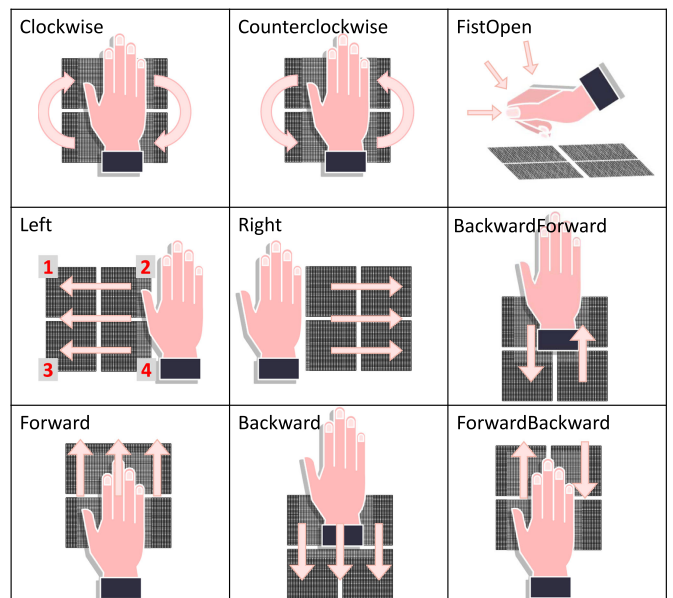 Clockwise
Counterclockwise
FistOpen
Left
1
2
3
4
Right
BackwardForward
Forward
Backward
ForwardBackward